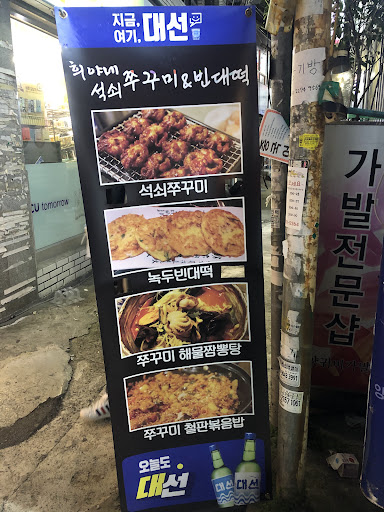 지금,
여기, 대선
희야네
석쇠쭈꾸미&빈대떡
석쇠쭈꾸미
녹두빈대떡
쭈꾸미 해물짬뽕탕
쭈꾸미 철판볶음밥
오늘도
대선
대선 대선
CU tomorrow
가발전문샵